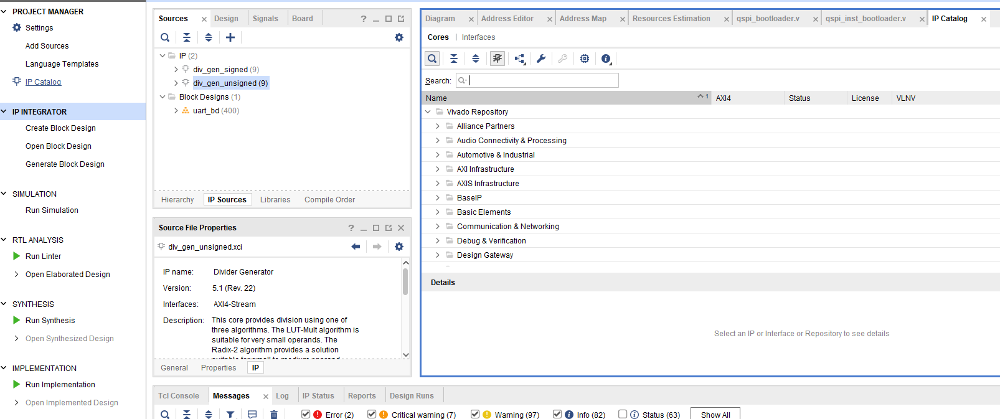 PROJECT MANAGER
Settings
Add Sources
Language Templates
IP Catalog
IP INTEGRATOR
Create Block Design
Open Block Design
Generate Block Design
SIMULATION
Run Simulation
RTL ANALYSIS
Run Linter
Open Elaborated Design
SYNTHESIS
Run Synthesis
Open Synthesized Design
IMPLEMENTATION
Run Implementation
Open Implemented Design
Sources Design Signals Board
IP (2)
div_gen_signed (9)
div_gen_unsigned (9)
Block Designs (1)
uart_bd (400)
Hierarchy IP Sources Libraries Compile Order
Source File Properties
div_gen_unsigned.xci
IP name: Divider Generator
Version: 5.1 (Rev. 22)
Interfaces: AXI4-Stream
Description: This core provides division using one of
three algorithms. The LUT-Mult algorithm is
suitable for very small operands. The
Radix-2 algorithm provides a solution
suitable for small to medium operand
General Properties IP
Diagram Address Editor Address Map Resources Estimation qspi_bootloader.v qspi_inst_bootloader.v IP Catalog
Cores | Interfaces
Search:
Name 1 AXI4 Status License VLNV
Vivado Repository
Alliance Partners
Audio Connectivity & Processing
Automotive & Industrial
AXI Infrastructure
AXIS Infrastructure
BaseIP
Basic Elements
Communication & Networking
Debug & Verification
Design Gateway
Details
Select an IP or Interface or Repository to see details
Tcl Console Messages Log IP Status Reports Design Runs
Error (2) Critical warning (7) Warning (97) Info (82) Status (63) Show All